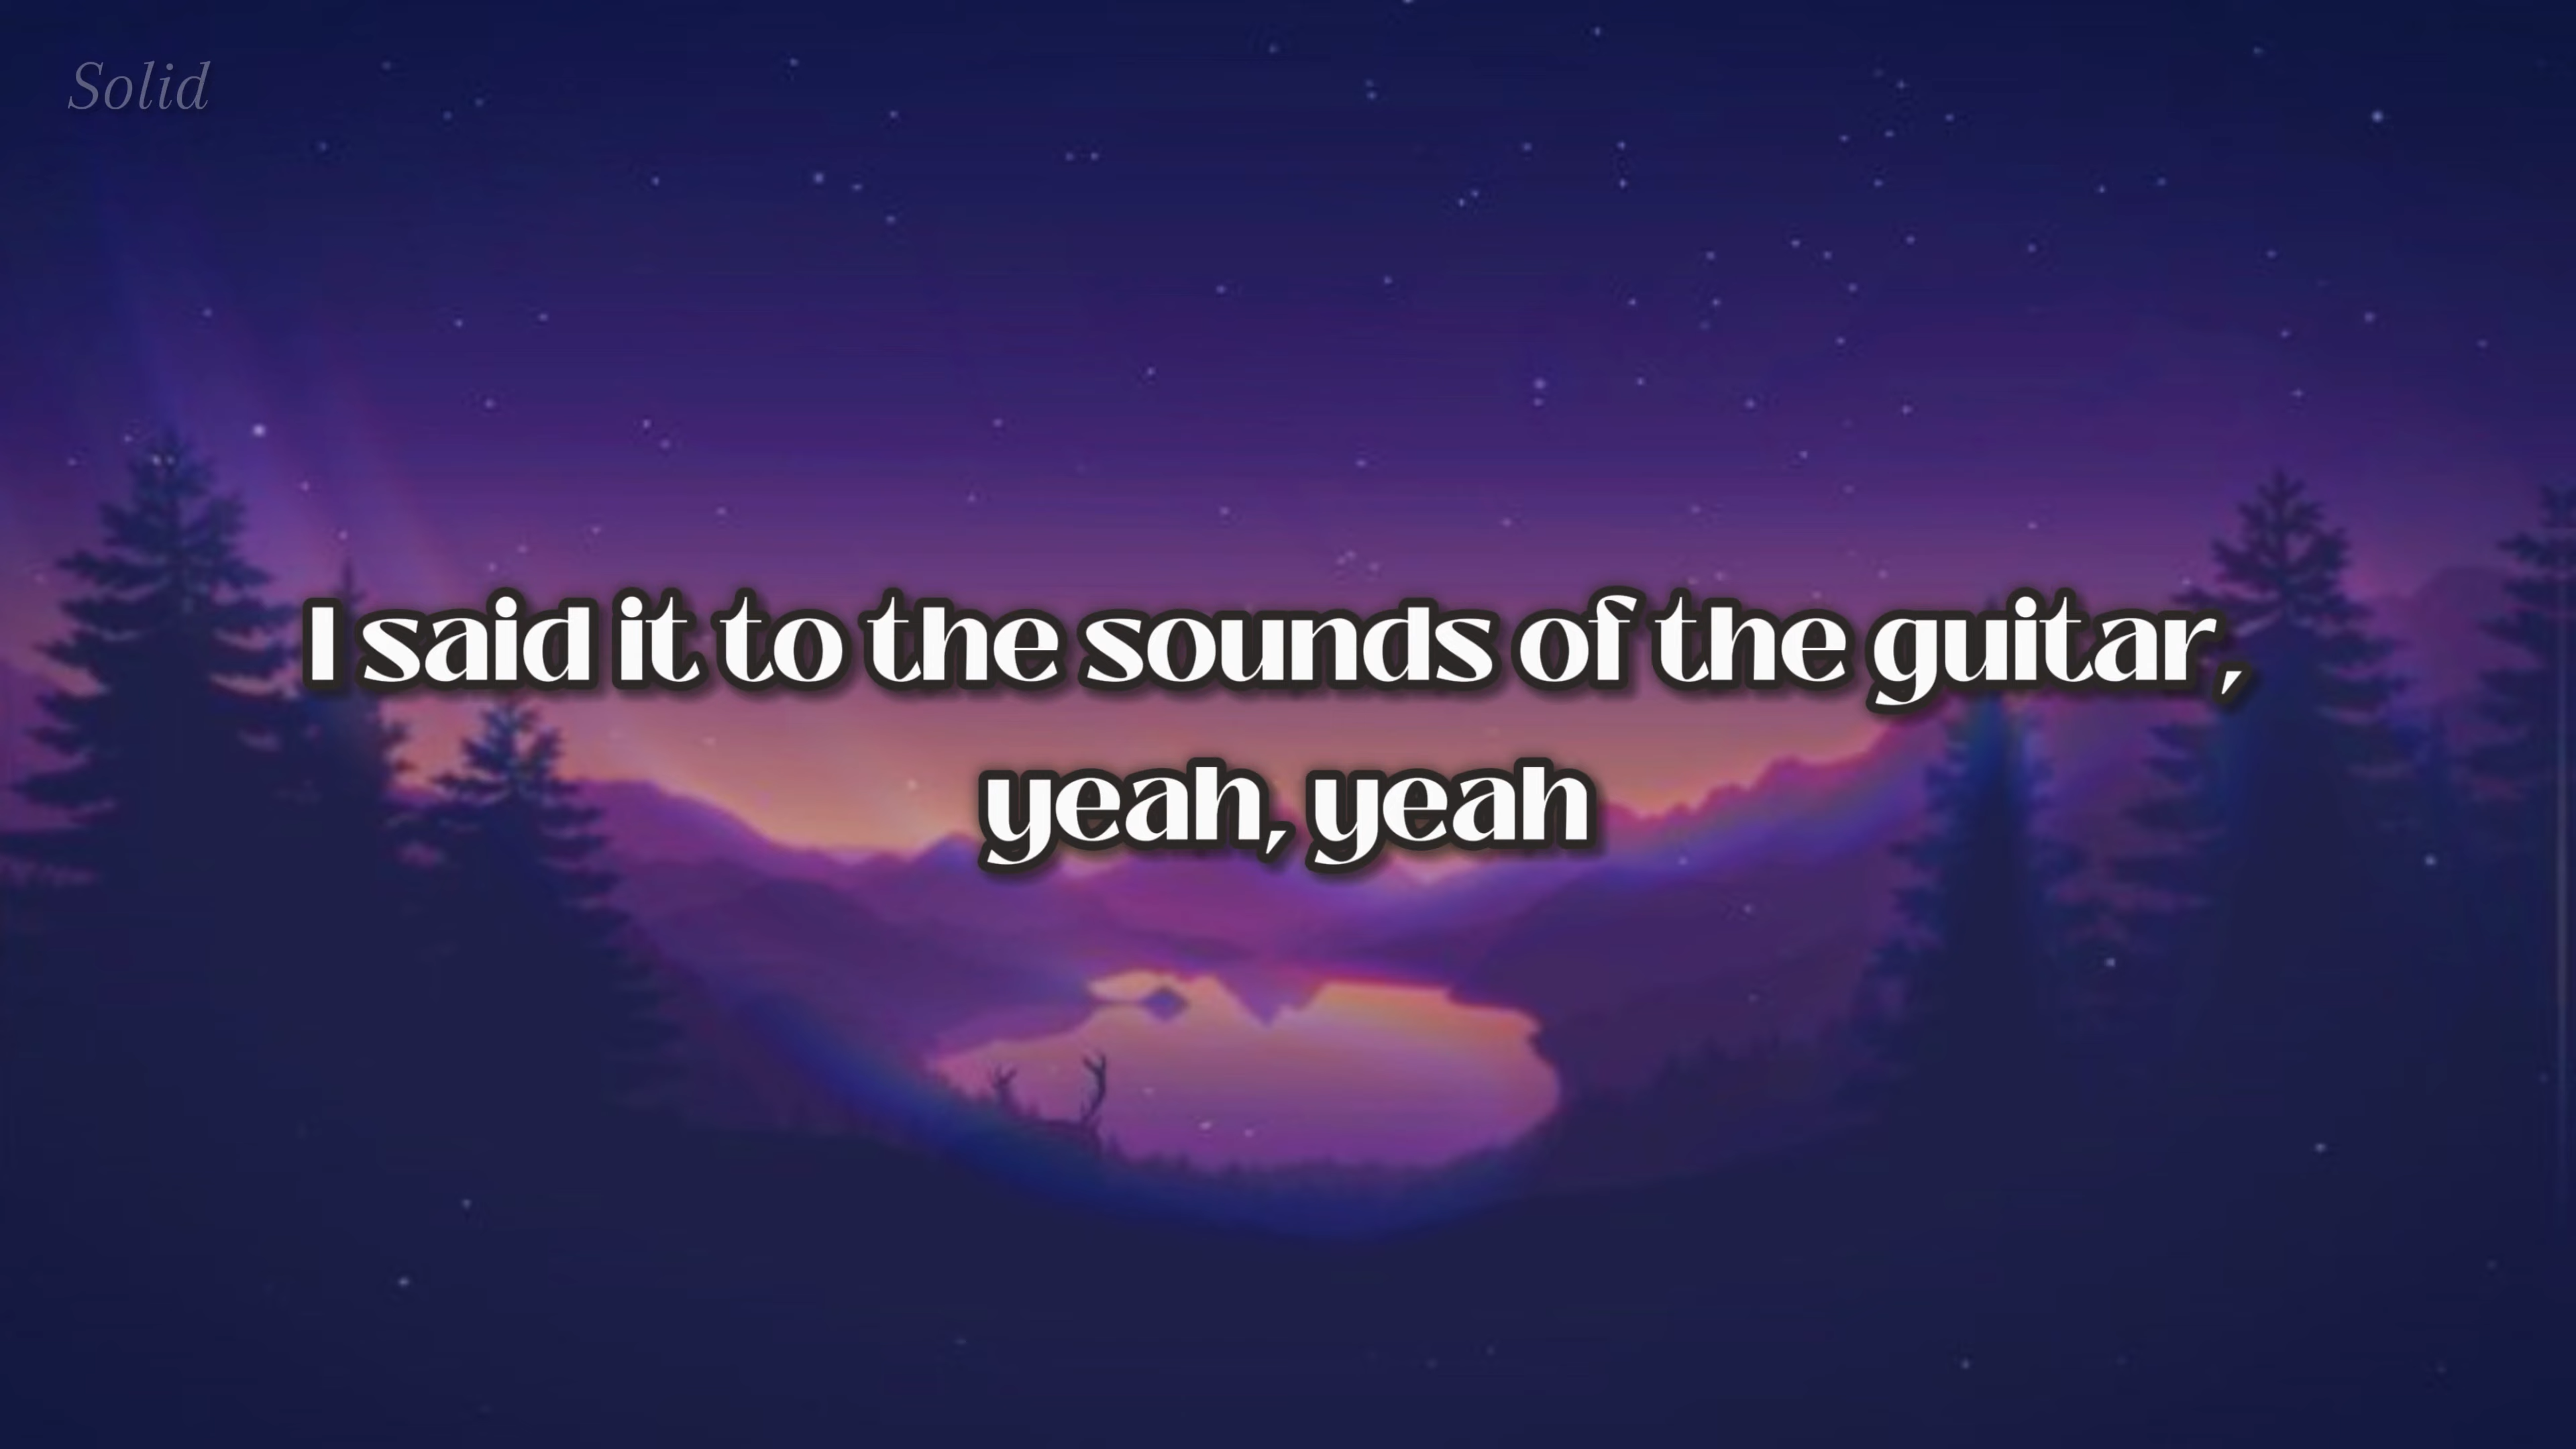 Solid
I said it to the sounds of the guitar,
yeah, yeah